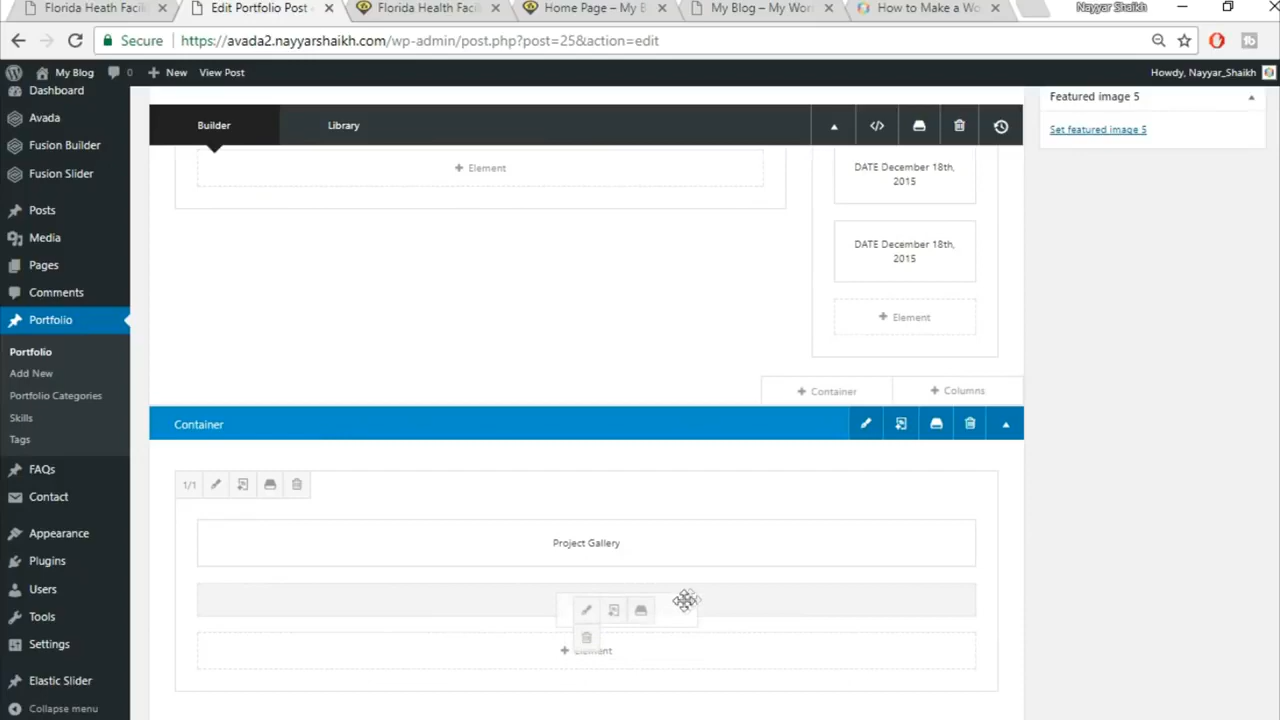 Florida Heath Facili
Edit Portfolio Post -
Florida Health Facili
Home Page – My B
My Blog – My Wor
How to Make a Wo
Nayyar Shaikh
Secure
https://avada2.nayyarshaikh.com/wp-admin/post.php?post=25&action=edit
My Blog
0
New
View Post
Howdy, Nayyar_Shaikh
Dashboard
Avada
Fusion Builder
Fusion Slider
Posts
Media
Pages
Comments
Portfolio
Portfolio
Add New
Portfolio Categories
Skills
Tags
FAQs
Contact
Appearance
Plugins
Users
Tools
Settings
Elastic Slider
Collapse menu
Builder
Library
+ Element
DATE December 18th,
2015
DATE December 18th,
2015
+ Element
+ Container
+ Columns
Container
1/1
Project Gallery
+ Element
Featured image 5
Set featured image 5